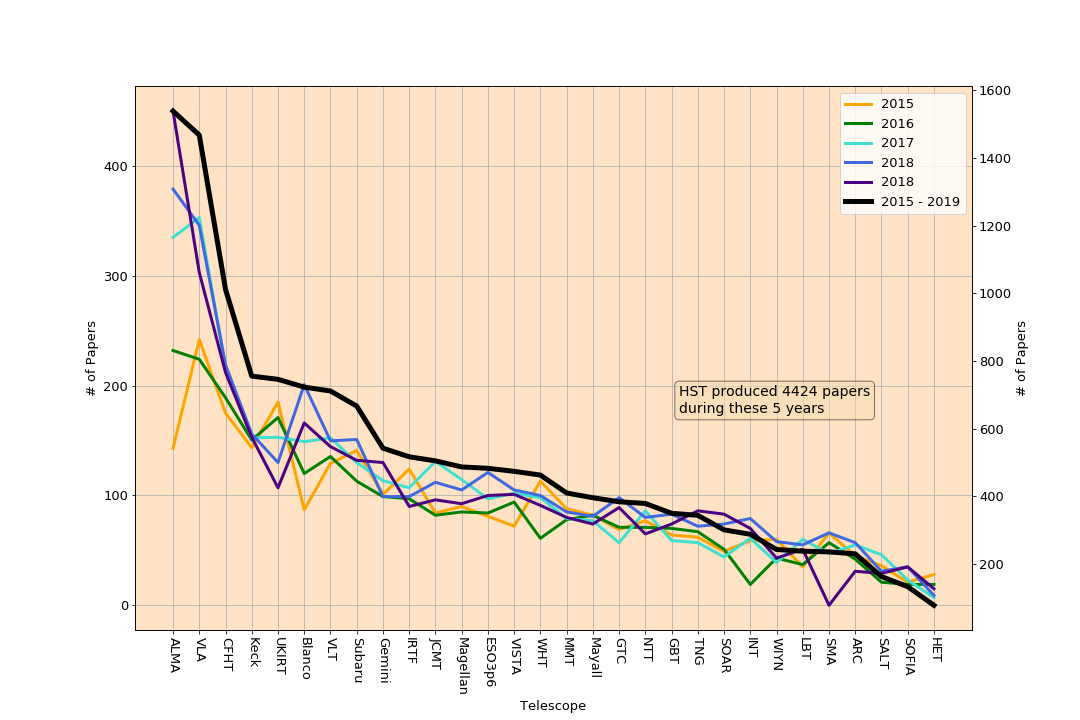 2015
2016
2017
2018
2018
2015 - 2019
400
300
200
100
0
# of Papers
1600
1400
1200
1000
800
600
400
200
# of Papers
HST produced 4424 papers
during these 5 years
ALMA
VLA
CFHT
Keck
UKIRT
Blanco
VLT
Subaru
Gemini
IRTF
JCMT
Magellan
ESO3p6
VISTA
WHT
MMT
Mayall
GTC
NTT
GBT
TNG
SOAR
INT
WIYN
LBT
SMA
ARC
SALT
SOFIA
HET
Telescope